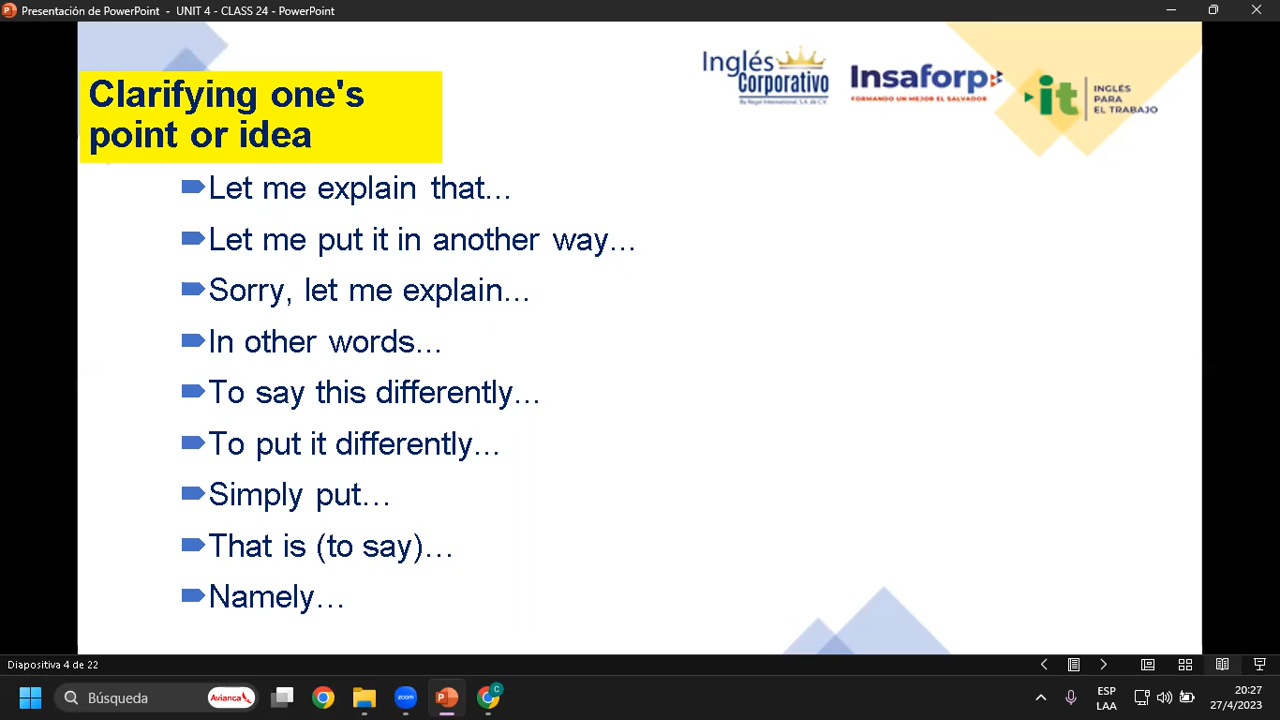 Presentación de PowerPoint - UNIT 4 - CLASS 24 - PowerPoint
Inglés
Corporativo
By Regal International, S.A. de C.V.
Insaforp
FORMANDO UN MEJOR EL SALVADOR
it
INGLÉS
PARA
EL TRABAJO
Clarifying one's
point or idea
Let me explain that...
Let me put it in another way...
Sorry, let me explain...
In other words...
To say this differently...
To put it differently...
Simply put…
That is (to say)…
Namely…
Diapositiva 4 de 22
Búsqueda
Avianca
zoom
C
ESP
LAA
20:27
27/4/2023